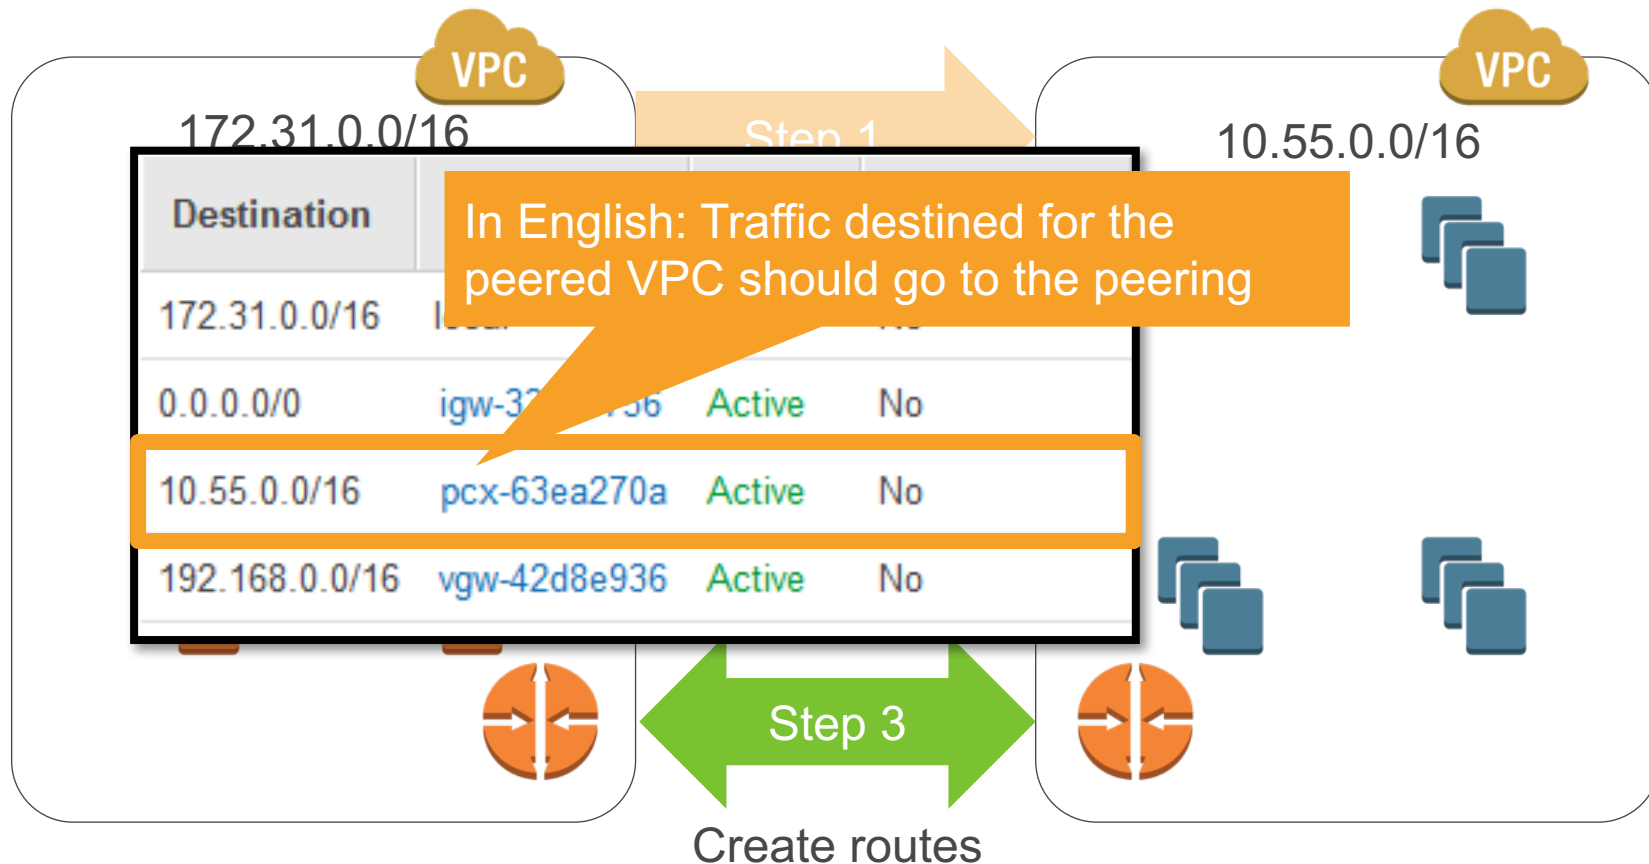 VPC
VPC
172.31.0.0/16
Step 1
10.55.0.0/16
Destination
In English: Traffic destined for the
peered VPC should go to the peering
172.31.0.0/16
0.0.0.0/0 Active No
10.55.0.0/16 pcx-63ea270a Active No
192.168.0.0/16 vgw-42d8e936 Active No
Step 3
Create routes